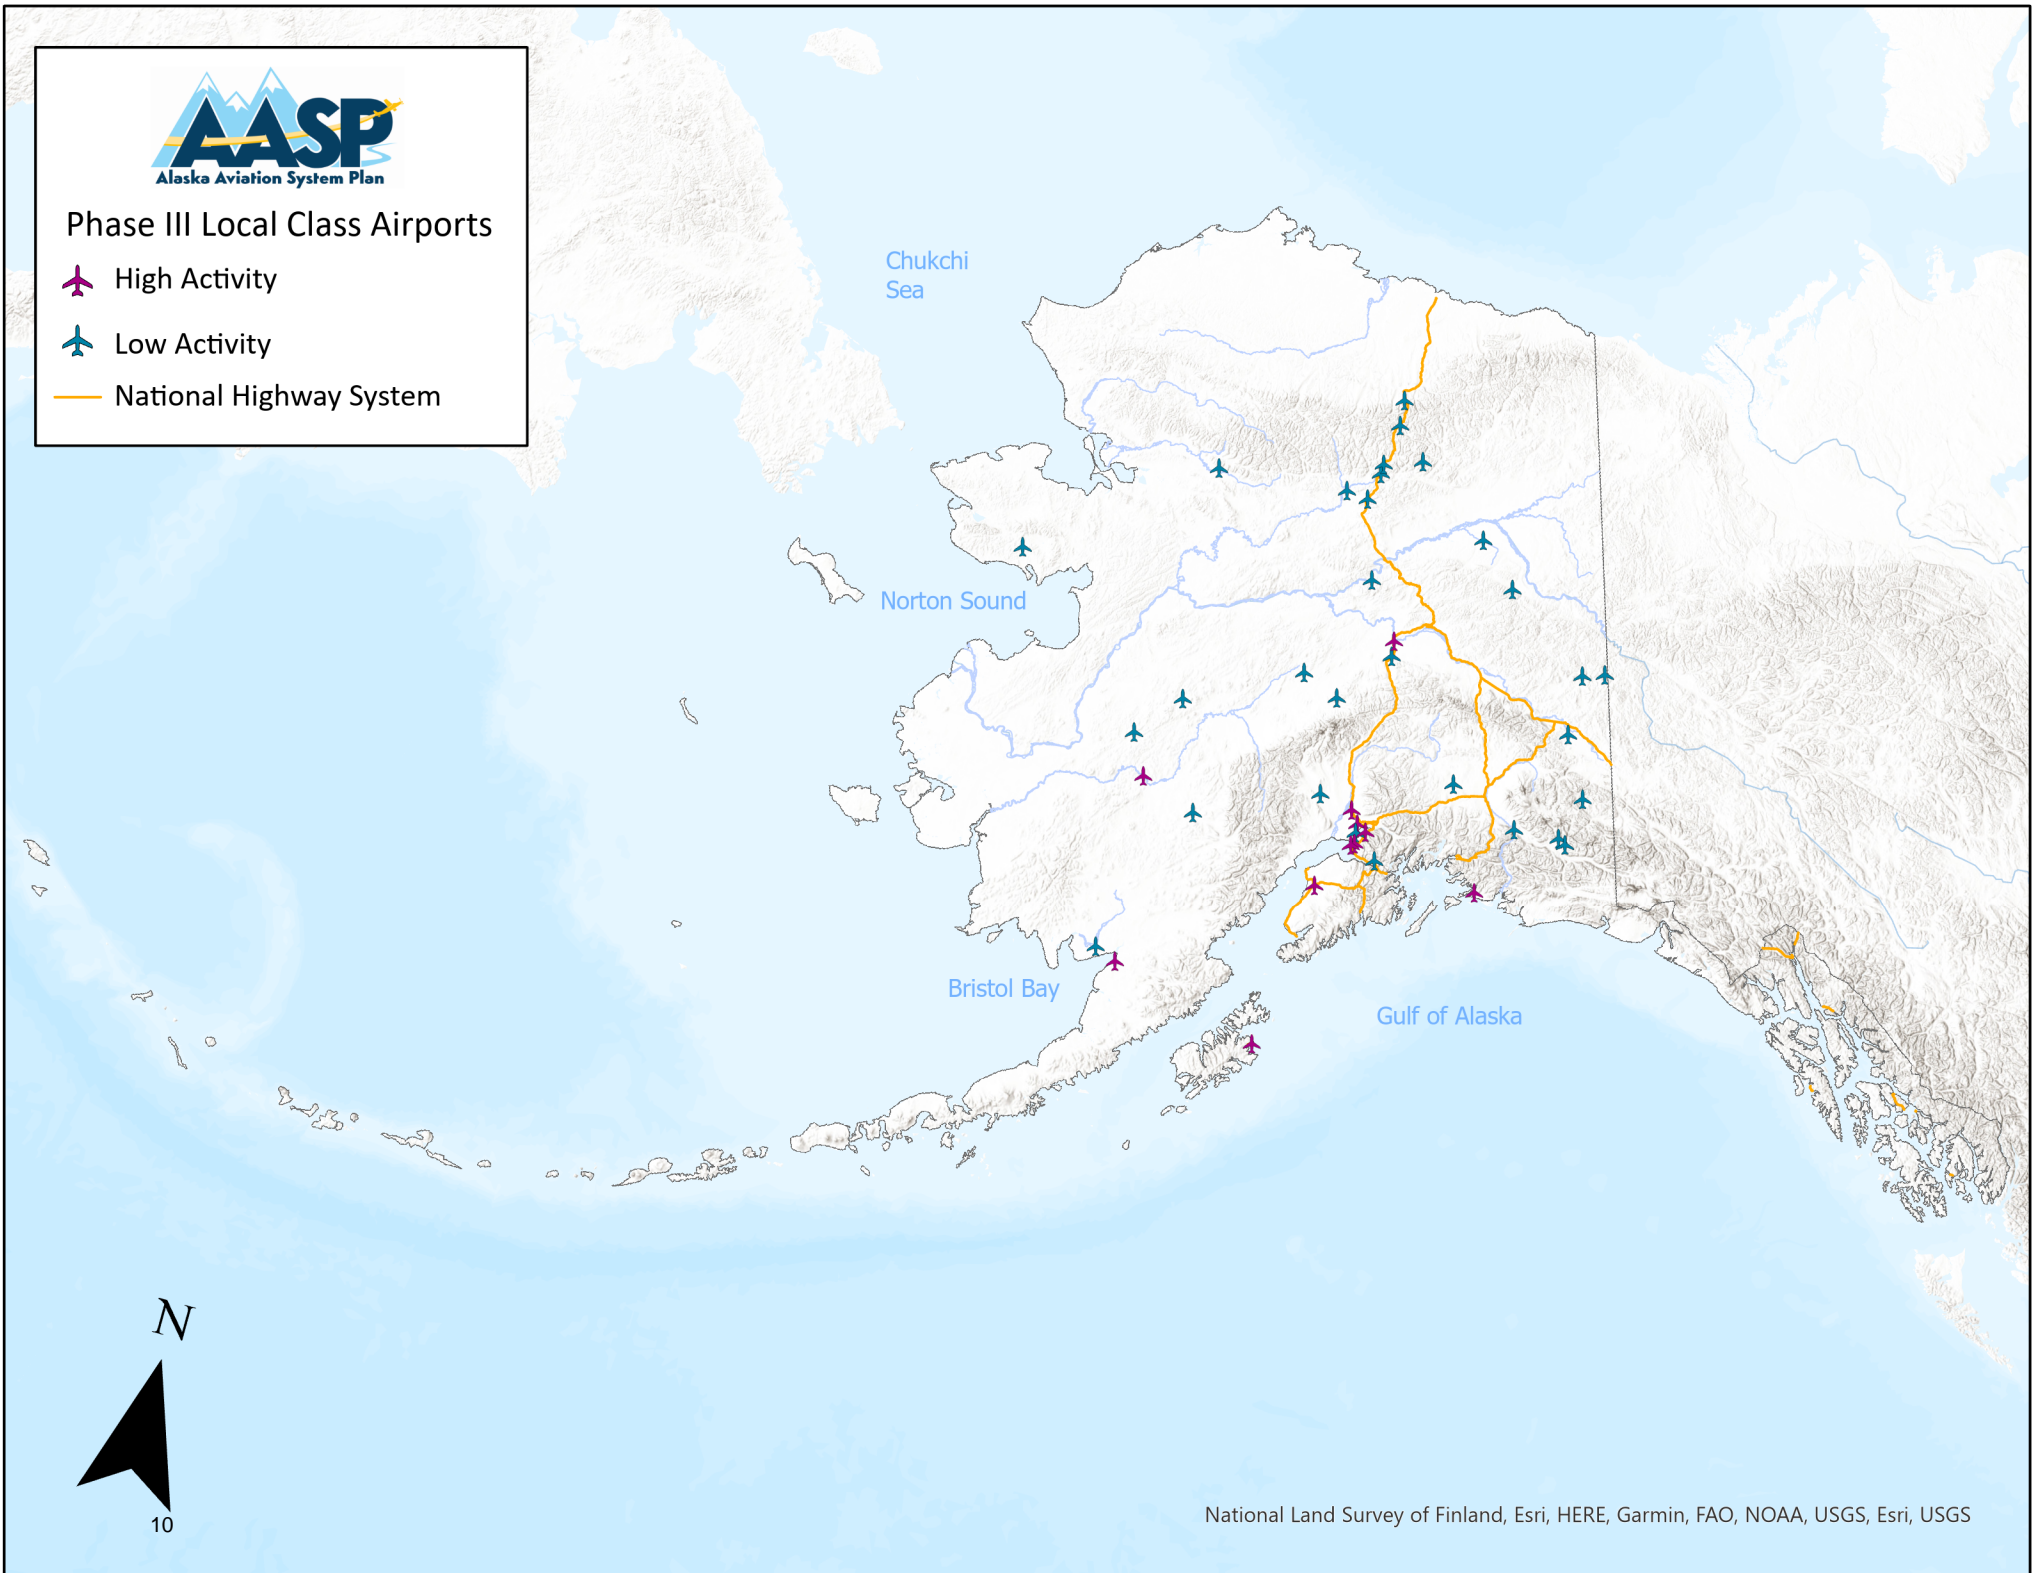 AASP
Alaska Aviation System Plan
Phase III Local Class Airports
High Activity
Low Activity
National Highway System
Chukchi
Sea
Norton Sound
Bristol Bay
Gulf of Alaska
N
10
National Land Survey of Finland, Esri, HERE, Garmin, FAO, NOAA, USGS, Esri, USGS